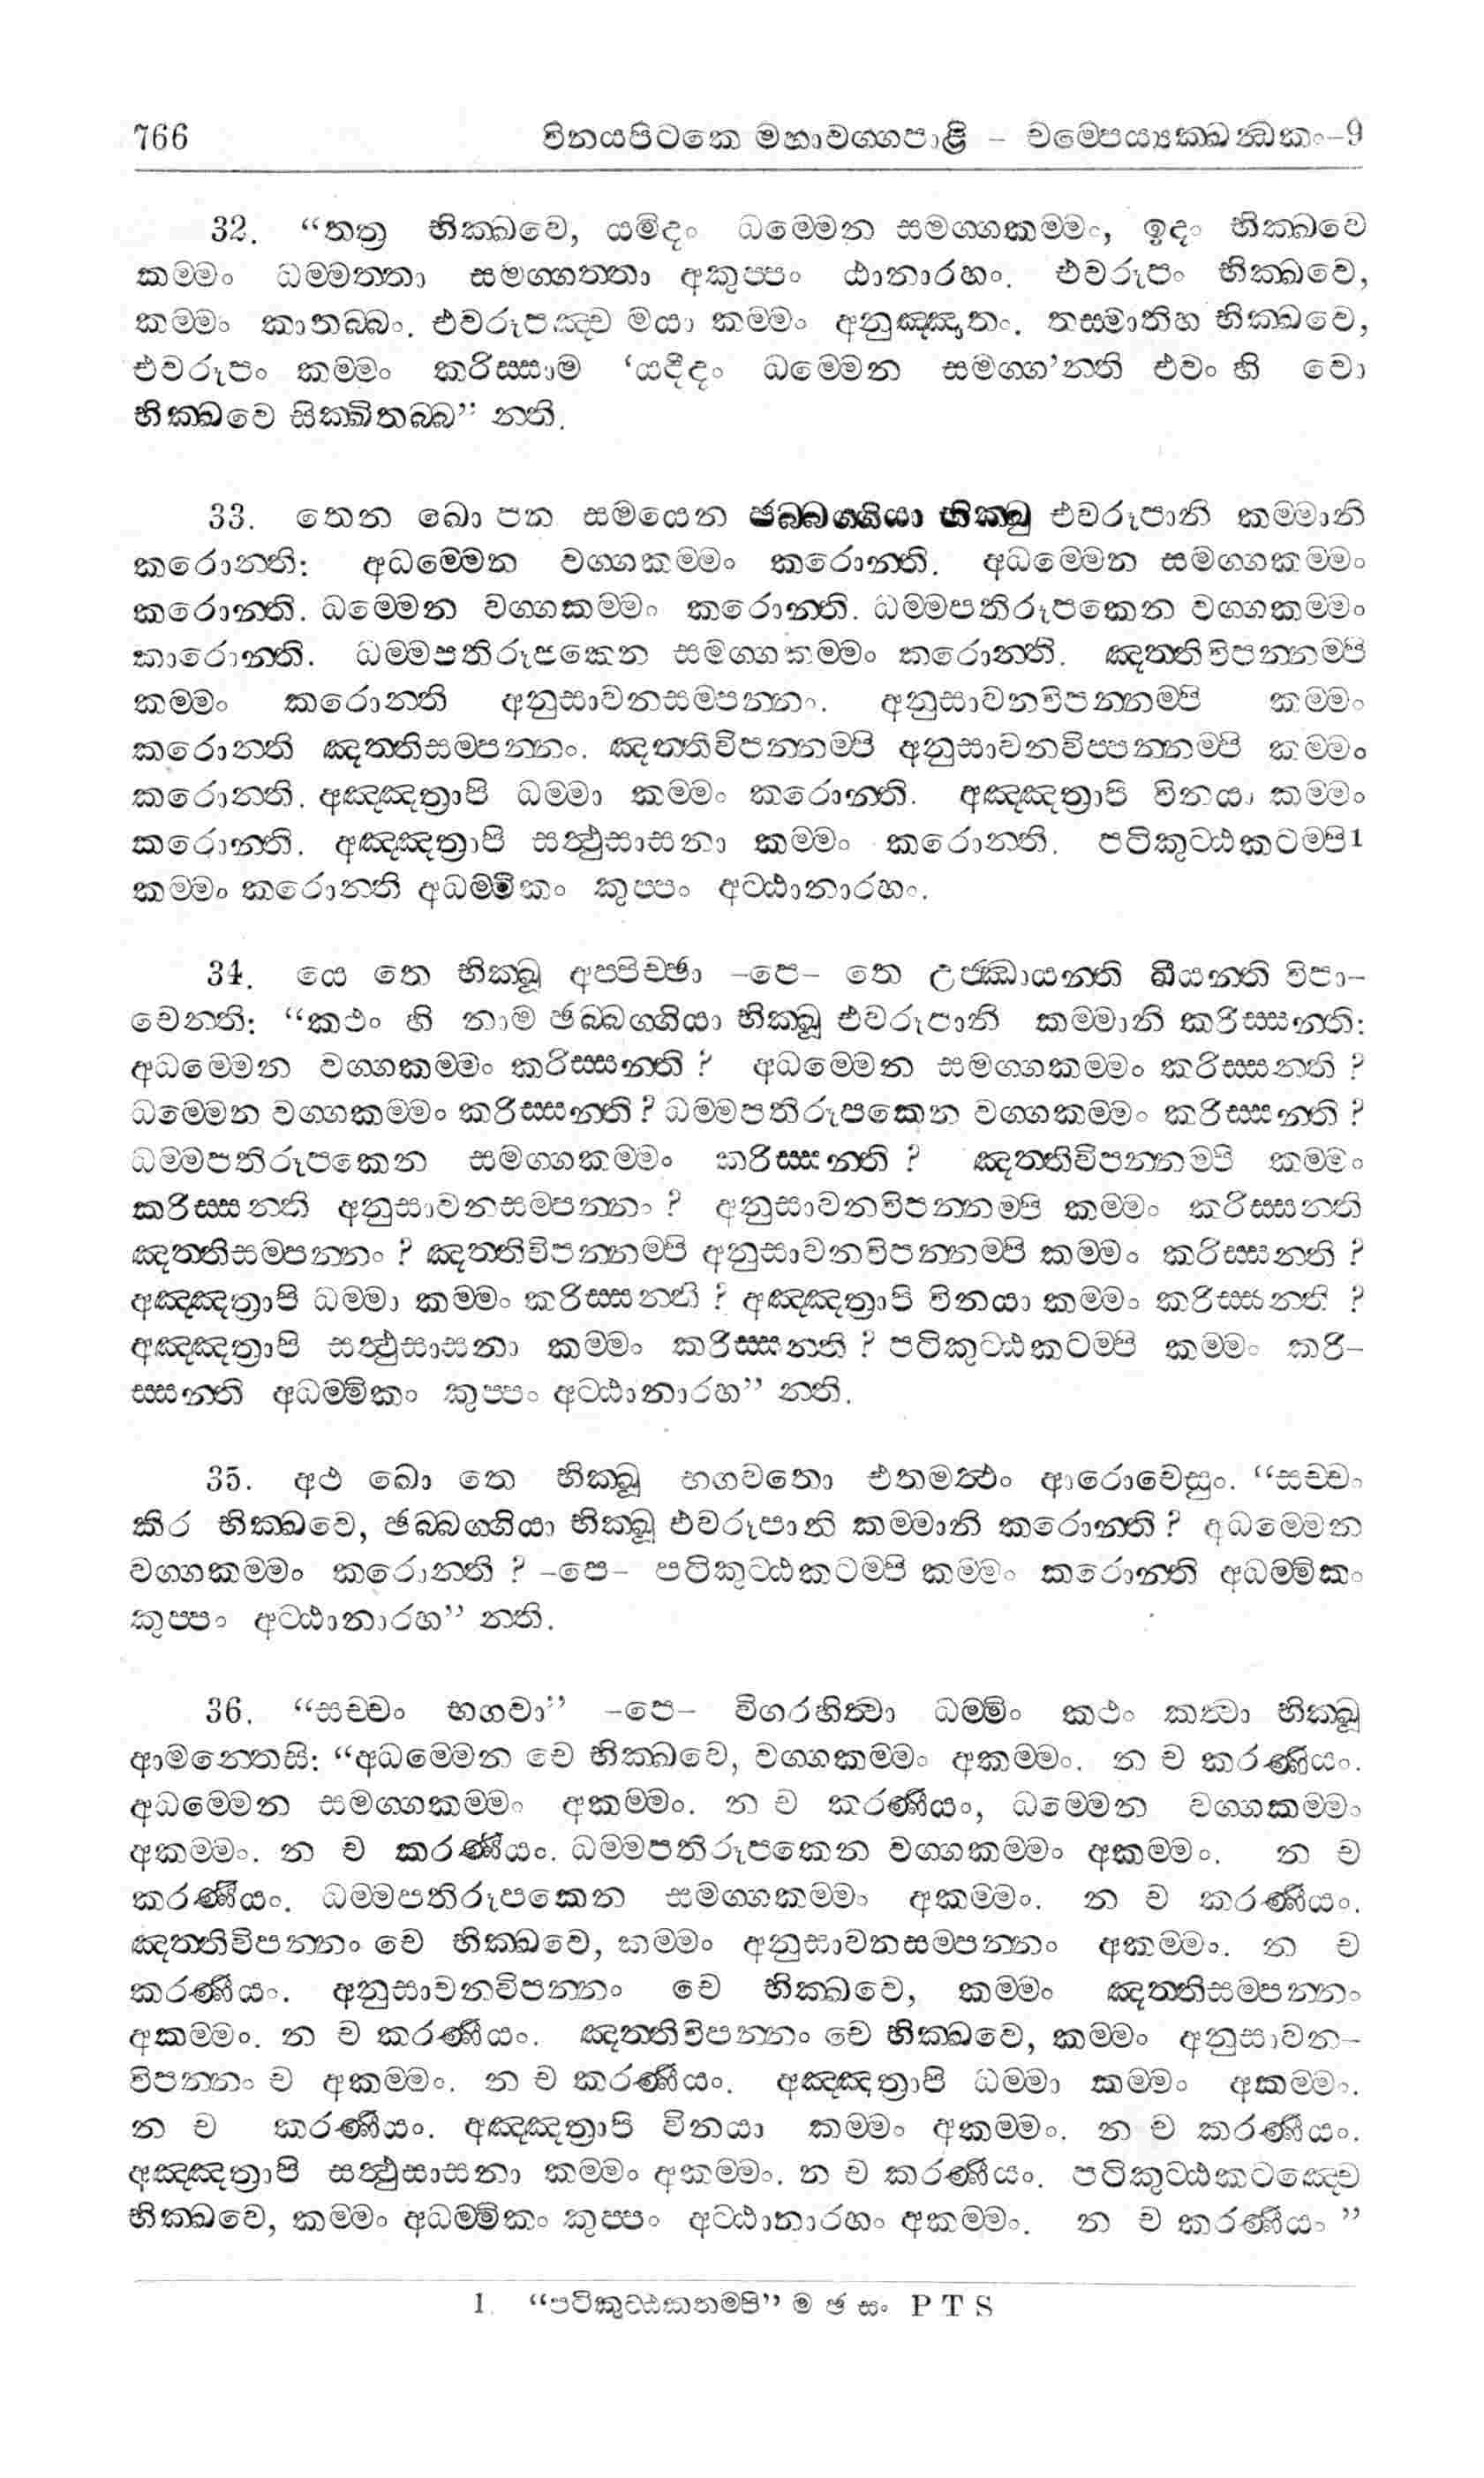 766 විනයපිටකෙ මහාවග්ගපාළි – චම්පෙය්‍යක්ඛන්ධකං–9
32. “තත්‍ර භික්ඛවෙ, යමිදං ධම්මෙන සමග්ගකම්මං, ඉදං භික්ඛවෙ
කම්මං ධම්මත්තා සමග්ගත්තා අකුප්පං ඨානාරහං. එවරූපං භික්ඛවෙ,
කම්මං කාතබ්බං. එවරූපඤ්ච මයා කම්මං අනුඤ්ඤාතං. තස්මාතිහ භික්ඛවෙ,
එවරූපං කම්මං කරිස්සාම ‘යදිදං ධම්මෙන සමග්ග’න්ති එවං හි වො
භික්ඛවෙ සික්ඛිතබ්බ” න්ති.
33. තෙන ඛො පන සමයෙන ඡබ්බග්ගියා භික්ඛු එවරූපානි කම්මානි
කරොන්ති: අධම්මෙන වග්ගකම්මං කරොන්ති. අධම්මෙන සමග්ගකම්මං
කරොන්ති. ධම්මෙන වග්ගකම්මං කරොන්ති. ධම්මපතිරූපකෙන වග්ගකම්මං
කාරොන්ති. ධම්මපතිරූපකෙන සමග්ගකම්මං කරොන්ති. ඤත්තිවිපන්නම්පි
කම්මං කරොන්ති අනුසාවනසම්පන්නං. අනුසාවනවිපන්නම්පි කම්මං
කරොන්ති ඤත්තිසම්පන්නං. ඤත්තිවිපන්නම්පි අනුසාවනවිප්පන්නම්පි කම්මං
කරොන්ති. අඤ්ඤත්‍රාපි ධම්මා කම්මං කරොන්ති. අඤ්ඤත්‍රාපි විනයා කම්මං
කරොන්ති. අඤ්ඤත්‍රාපි සත්ථුසාසනා කම්මං කරොන්ති. පටිකුට්ඨකටම්පි1
කම්මං කරොන්ති අධම්මිකං කුප්පං අට්ඨානාරහං.
34. යෙ තෙ භික්ඛූ අප්පිච්ඡා –පෙ– තෙ උජ්ඣායන්ති ඛීයන්ති විපා–
චෙන්ති: “කථං හි නාම ඡබ්බග්ගියා භික්ඛූ එවරූපානි කම්මානි කරිස්සන්ති:
අධම්මෙන වග්ගකම්මං කරිස්සන්ති ? අධම්මෙන සමග්ගකම්මං කරිස්සන්ති ?
ධම්මෙන වග්ගකම්මං කරිස්සන්ති ? ධම්මපතිරූපකෙන වග්ගකම්මං කරිස්සන්ති ?
ධම්මපතිරූපකෙන සමග්ගකම්මං කරිස්සන්ති ? ඤත්තිවිපන්නම්පි කම්මං
කරිස්සන්ති අනුසාවනසම්පන්නං ? අනුසාවනවිපන්නම්පි කම්මං කරිස්සන්ති
ඤත්තිසම්පන්නං ? ඤත්තිවිපන්නම්පි අනුසාවනවිපන්නම්පි කම්මං කරිස්සන්ති ?
අඤ්ඤත්‍රාපි ධම්මා කම්මං කරිස්සන්ති ? අඤ්ඤත්‍රාපි විනයා කම්මං කරිස්සන්ති ?
අඤ්ඤත්‍රාපි සත්ථුසාසනා කම්මං කරිස්සන්ති ? පටිකුට්ඨකටම්පි කම්මං කරි–
ස්සන්ති අධම්මිකං කුප්පං අට්ඨානාරහ” න්ති.
35. අථ ඛො තෙ භික්ඛූ භගවතො එතමත්ථං ආරොචෙසුං. “සච්චං
කිර භික්ඛවෙ, ඡබ්බග්ගියා භික්ඛූ එවරූපානි කම්මානි කරොන්ති ? අධම්මෙන
වග්ගකම්මං කරොන්ති ? –පෙ– පටිකුට්ඨකටම්පි කම්මං කරොන්ති අධම්මිකං
කුප්පං අට්ඨානාරහ” න්ති.
36. “සච්චං භගවා” –පෙ– විගරහිත්වා ධම්මිං කථං කත්වා භික්ඛූ
ආමන්තෙසි: “අධම්මෙන චෙ භික්ඛවෙ, වග්ගකම්මං අකම්මං. න ච කරණීයං.
අධම්මෙන සමග්ගකම්මං අකම්මං. න ච කරණීයං, ධම්මෙන වග්ගකම්මං
අකම්මං. න ච කරණීයං. ධම්මපතිරූපකෙන වග්ගකම්මං අකම්මං. න ච
කරණීයං. ධම්මපතිරූපකෙන සමග්ගකම්මං අකම්මං. න ච කරණීයං.
ඤත්තිවිපන්නං චෙ භික්ඛවෙ, කම්මං අනුසාවනසම්පන්නං අකම්මං. න ච
කරණීයං. අනුසාවනවිපන්නං චෙ භික්ඛවෙ, කම්මං ඤත්තිසම්පන්නං
අකම්මං. න ච කරණීයං. ඤත්තිවිපන්නං චෙ භික්ඛවෙ, කම්මං අනුසාවන–
විපන්නං ච අකම්මං. න ච කරණීයං. අඤ්ඤත්‍රාපි ධම්මා කම්මං අකම්මං.
න ච කරණීයං. අඤ්ඤත්‍රාපි විනයා කම්මං අකම්මං. න ච කරණීයං.
අඤ්ඤත්‍රාපි සත්ථුසාසනා කම්මං අකම්මං. න ච කරණීයං. පටිකුට්ඨකටඤ්චෙ
භික්ඛවෙ, කම්මං අධම්මිකං කුප්පං අට්ඨානාරහං අකම්මං. න ච කරණීයං ”
1. “පටිකුට්ඨකතම්පි” ම ඡ සං P T S